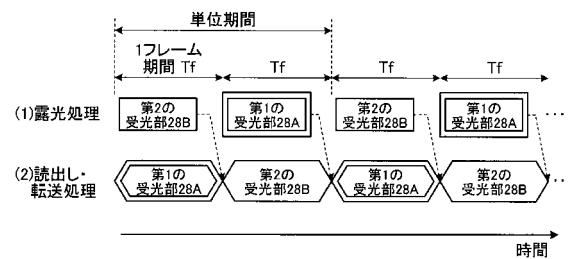 単位期間
1フレーム
期間 Tf
Tf
Tf
Tf
(1)露光処理
第2の
受光部28B
第1の
受光部28A
第2の
受光部28B
第1の
受光部28A
...
(2)読出し・
転送処理
第1の
受光部28A
第2の
受光部28B
第1の
受光部28A
第2の
受光部28B
...
時間